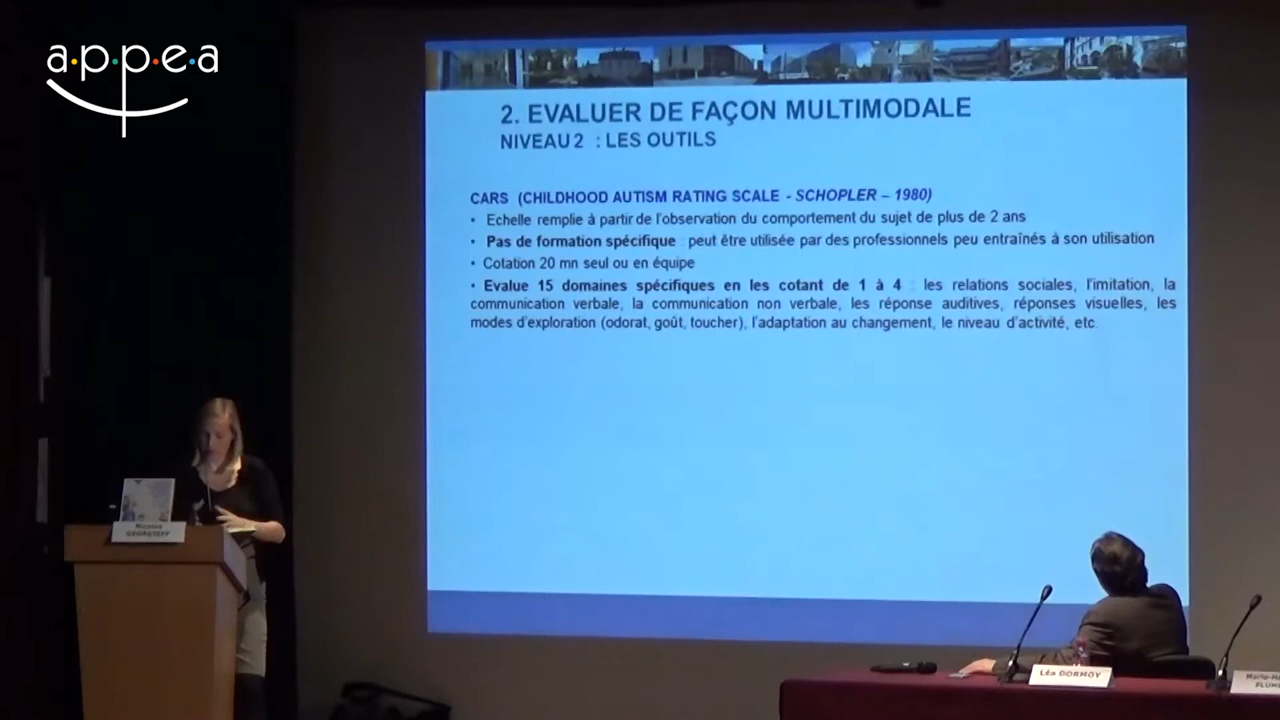 a·p·p·e·a
2. EVALUER DE FAÇON MULTIMODALE
NIVEAU 2 : LES OUTILS
CARS (CHILDHOOD AUTISM RATING SCALE - SCHOPLER – 1980)
• Echelle remplie à partir de l'observation du comportement du sujet de plus de 2 ans
• Pas de formation spécifique : peut être utilisée par des professionnels peu entraînés à son utilisation
• Cotation 20 mn seul ou en équipe
• Evalue 15 domaines spécifiques en les cotant de 1 à 4 : les relations sociales, l'imitation, la
communication verbale, la communication non verbale, les réponse auditives, réponses visuelles, les
modes d'exploration (odorat, goût, toucher), l'adaptation au changement, le niveau d'activité, etc.
Nicolas
GEORGIEFF
Léa DORMOY